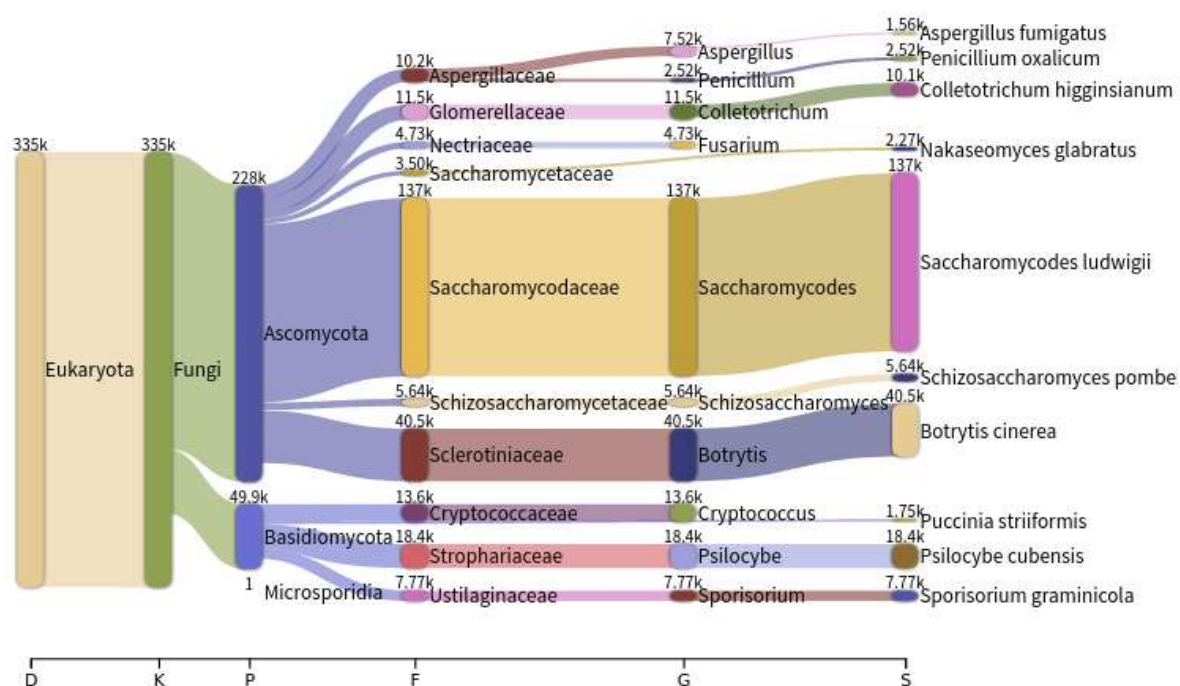 1.56k
Aspergillus fumigatus
7.52k
Aspergillus
2.52k
Penicillium oxalicum
10.2k
Aspergillaceae
2.52k
Penicillium
10.1k
Colletotrichum higginsianum
11.5k
Glomerellaceae
11.5k
Colletotrichum
335k
335k
4.73k
Nectriaceae
4.73k
Fusarium
2.27k
Nakaseomyces glabratus
228k
3.50k
Saccharomycetaceae
137k
137k
137k
Saccharomycodaceae
Saccharomycodes
Saccharomycodes ludwigii
Ascomycota
Eukaryota
Fungi
5.64k
Schizosaccharomycetaceae
5.64k
Schizosaccharomyces
5.64k
Schizosaccharomyces pombe
40.5k
Sclerotiniaceae
40.5k
Botrytis
40.5k
Botrytis cinerea
49.9k
Basidiomycota
13.6k
Cryptococcaceae
13.6k
Cryptococcus
1.75k
Puccinia striiformis
18.4k
Strophariaceae
18.4k
Psilocybe
18.4k
Psilocybe cubensis
1
Microsporidia
7.77k
Ustilaginaceae
7.77k
Sporisorium
7.77k
Sporisorium graminicola
D K P F G S